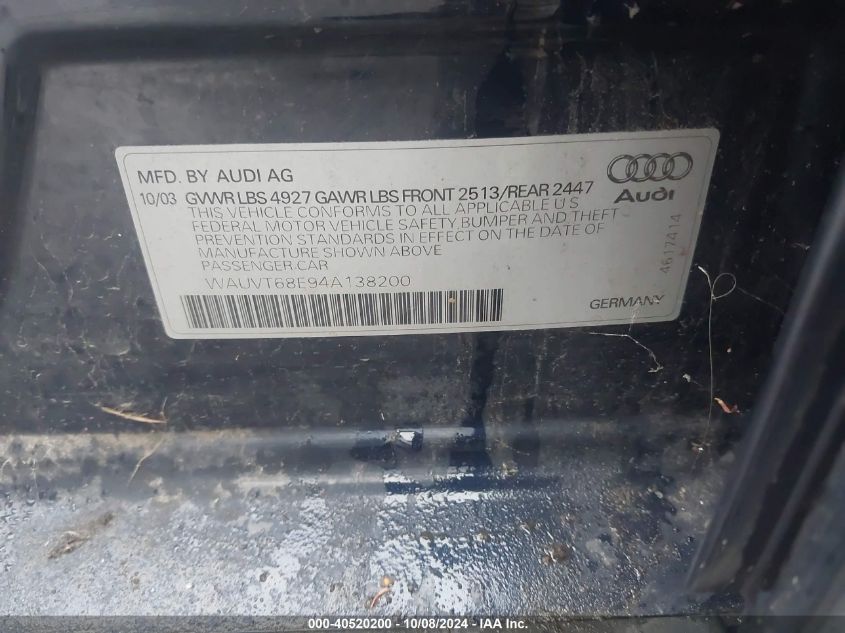 MFD. BY AUDI AG
10/03 GVWR LBS 4927 GAWR LBS FRONT 2513/REAR 2447
THIS VEHICLE CONFORMS TO ALL APPLICABLE U S
FEDERAL MOTOR VEHICLE SAFETY, BUMPER AND THEFT
PREVENTION STANDARDS IN EFFECT ON THE DATE OF
MANUFACTURE SHOWN ABOVE
PASSENGER CAR
WAUVT68E94A138200
Audi
4617414
GERMANY
000-40520200 - 10/08/2024 - IAA Inc.